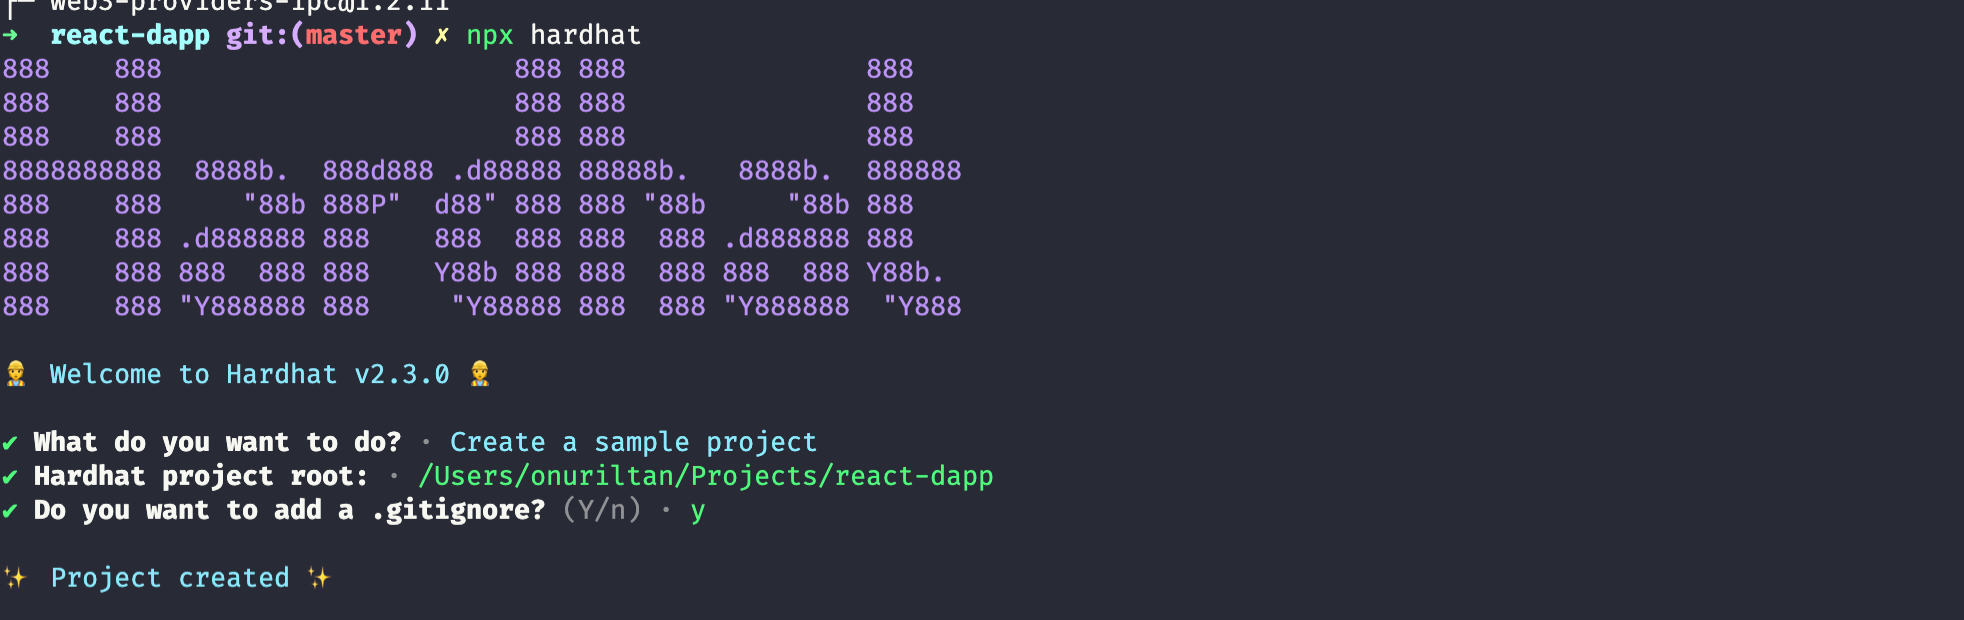 ┌─ web3-providers-ipc@1.2.11
→  react-dapp git:(master) ✗ npx hardhat
888    888                      888 888               888
888    888                      888 888               888
888    888                      888 888               888
8888888888  8888b.  888d888 .d88888 88888b.   8888b.  888888
888    888     "88b 888P"  d88" 888 888 "88b     "88b 888
888    888 .d888888 888    888  888 888  888 .d888888 888
888    888 888  888 888    Y88b 888 888  888 888  888 Y88b.
888    888 "Y888888 888     "Y88888 888  888 "Y888888  "Y888
👷 Welcome to Hardhat v2.3.0 👷
✔ What do you want to do? · Create a sample project
✔ Hardhat project root: · /Users/onuriltan/Projects/react-dapp
✔ Do you want to add a .gitignore? (Y/n) · y
✨ Project created ✨